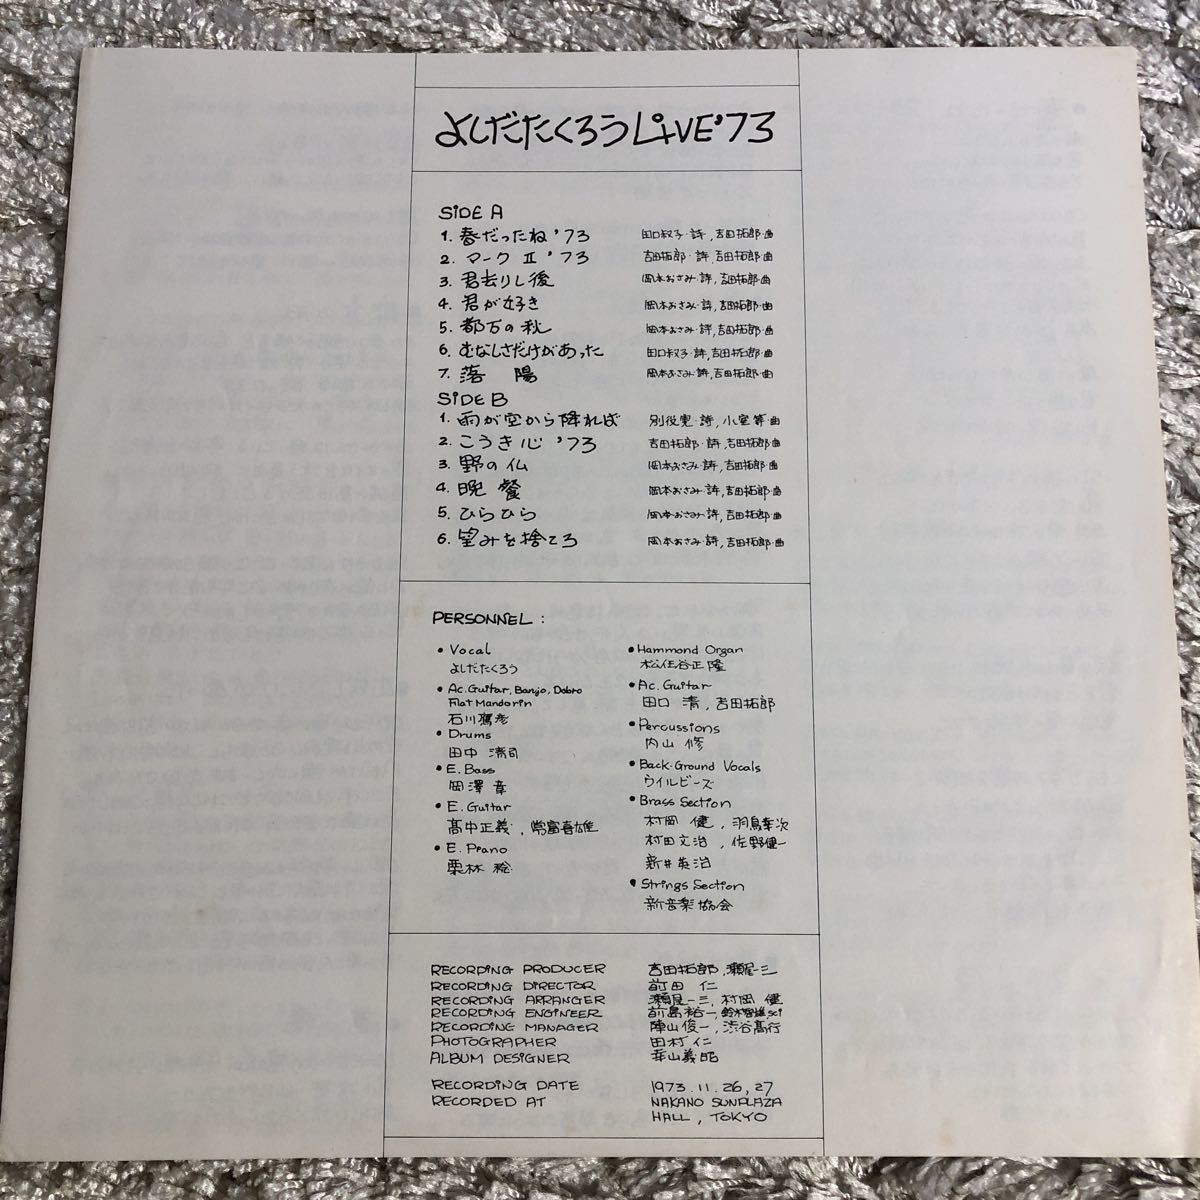 よしだたくろう LiVE'73
SiDE A
1. 春だったね '73 田口叔子・詩, 吉田拓郎・曲
2. マーク Ⅱ '73 吉田拓郎・詩, 吉田拓郎・曲
3. 君去りし後 岡本おさみ・詩, 吉田拓郎・曲
4. 君が好き 岡本おさみ・詩, 吉田拓郎・曲
5. 都万の秋 岡本おさみ・詩, 吉田拓郎・曲
6. むなしさだけがあった 田口叔子・詩, 吉田拓郎・曲
7. 落 陽 岡本おさみ・詩, 吉田拓郎・曲
SiDE B
1. 雨が空から降れば 別役実・詩, 小室等・曲
2. こうき心 '73 吉田拓郎・詩, 吉田拓郎・曲
3. 野の仏 岡本おさみ・詩, 吉田拓郎・曲
4. 晩 餐 岡本おさみ・詩, 吉田拓郎・曲
5. ひらひら 岡本おさみ・詩, 吉田拓郎・曲
6. 望みを捨てろ 岡本おさみ・詩, 吉田拓郎・曲
PERSONNEL :
• Vocal
よしだたくろう
• Ac. Guitar, Banjo, Dobro
Flat Mandorin
石川鷹彦
• Drums
田中 清司
• E. Bass
岡澤 章
• E. Guitar
高中正義, 常富喜雄
• E. Piano
栗林 稔
• Hammond Organ
松任谷正隆
• Ac. Guitar
田口 清, 吉田拓郎
• Percussions
内山 修
• Back-Ground Vocals
ウイルビーズ
• Brass Section
村岡 健, 羽鳥幸次
村田文治, 佐野健一
新井英治
• Strings Section
新音楽協会
RECORDING PRODUCER 吉田拓郎, 瀬尾一三
RECORDING DIRECTOR 前田 仁
RECORDING ARRANGER 瀬尾一三, 村岡 健
RECORDING ENGINEER 前島裕一, 鈴木智雄 sci
RECORDING MANAGER 陣山俊一, 渋谷高行
PHOTOGRAPHER 田村 仁
ALBUM DESIGNER 幸山義昭
RECORDING DATE 1973. 11. 26, 27
RECORDED AT NAKANO SUNPLAZA
HALL, TOKYO